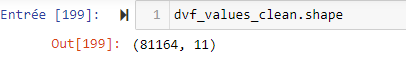 Entrée [199]: 1 dvf_values_clean.shape
Out[199]: (81164, 11)